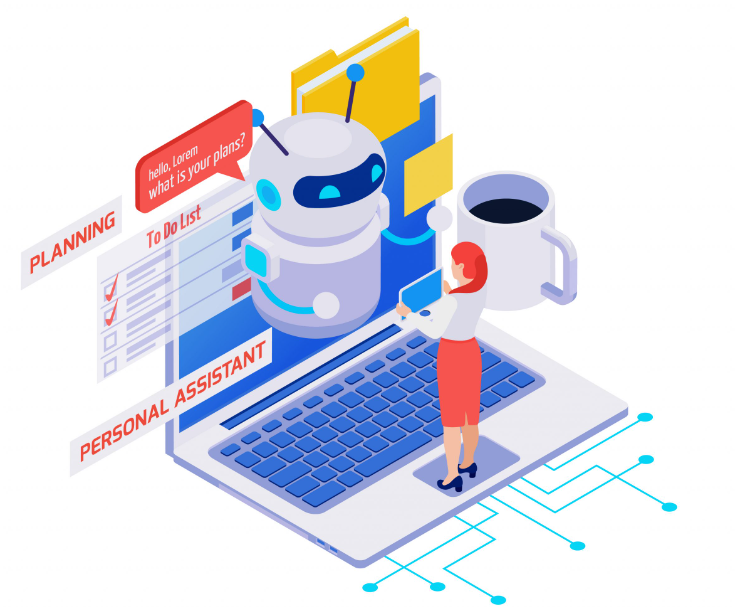 hello, Lorem
what is your plans?
PLANNING
To Do List
PERSONAL ASSISTANT